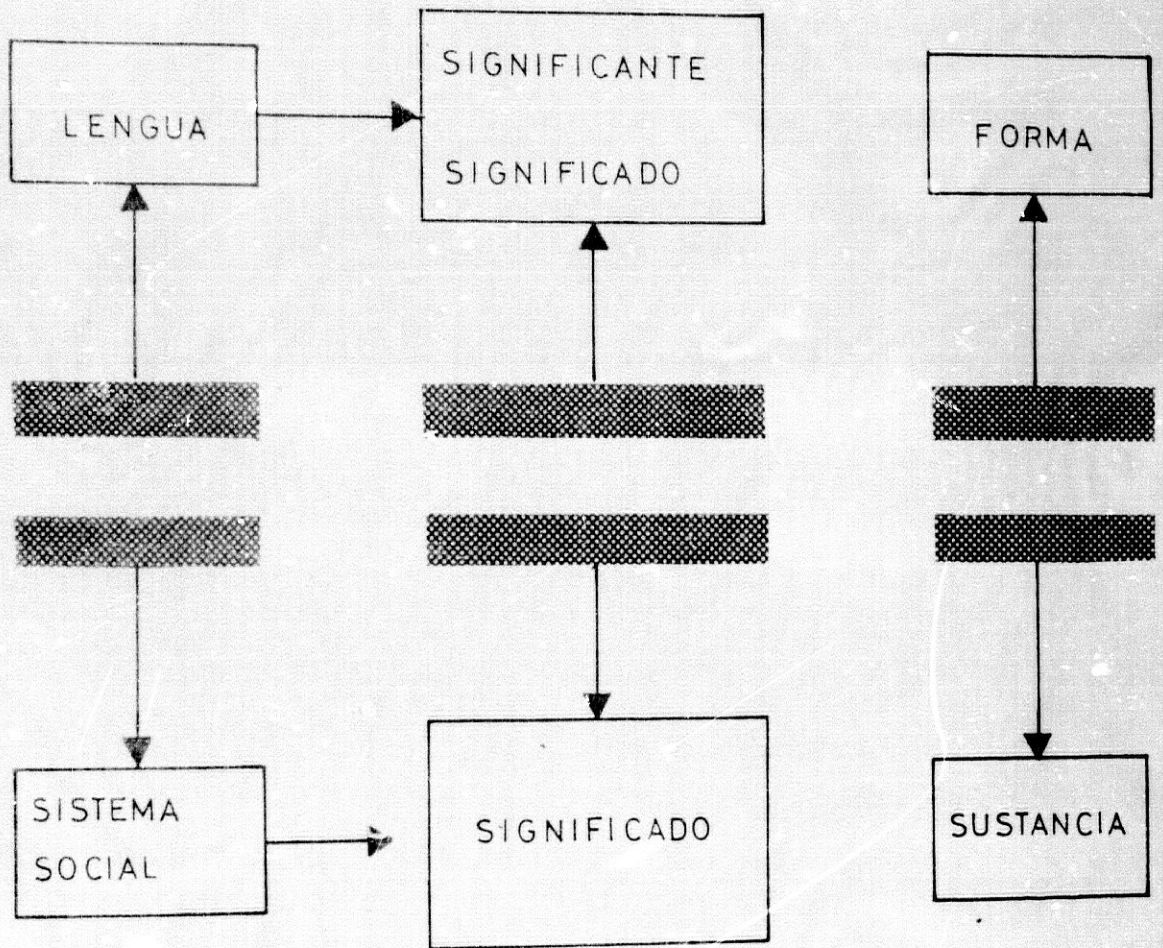 LENGUA
SIGNIFICANTE
SIGNIFICADO
FORMA
SISTEMA
SOCIAL
SIGNIFICADO
SUSTANCIA